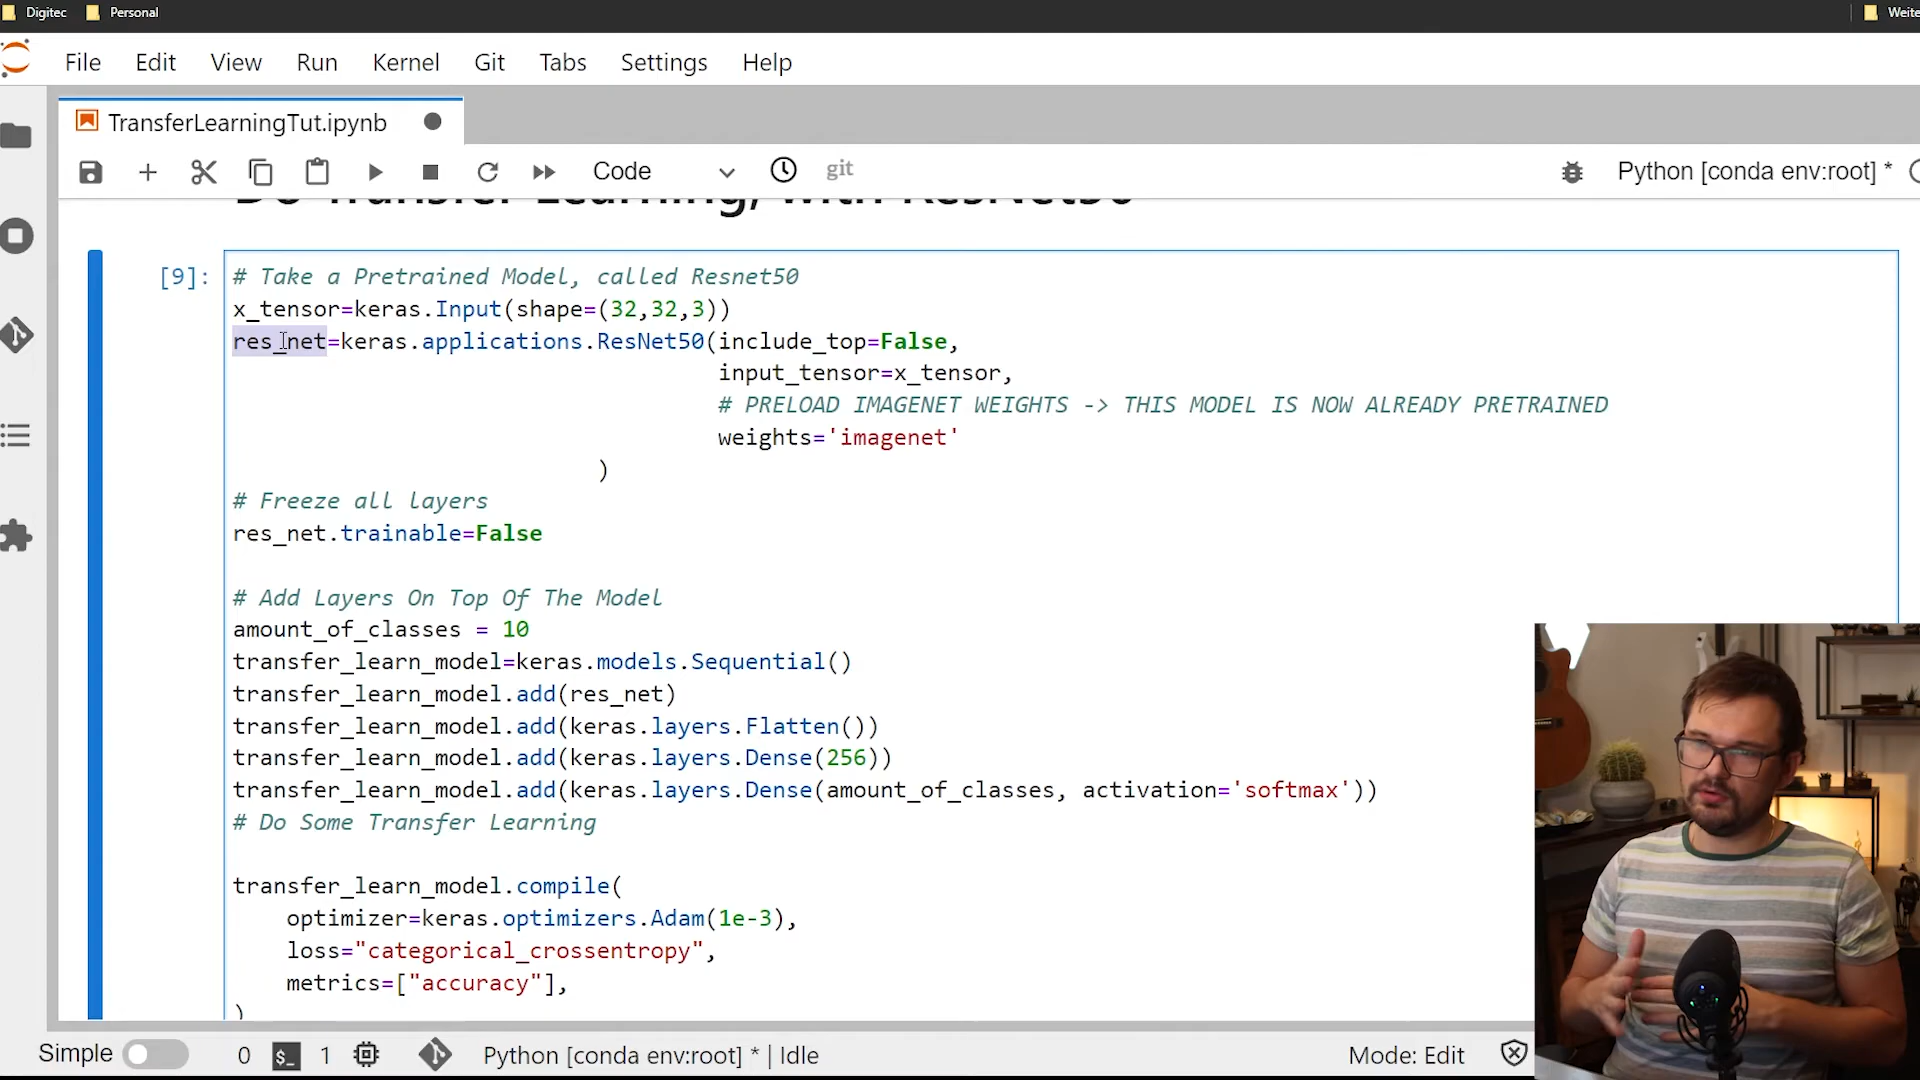 Digitec Personal Weite
File Edit View Run Kernel Git Tabs Settings Help
TransferLearningTut.ipynb
Code git Python [conda env:root] *
Do Transfer Learning, with ResNet50
[9]: # Take a Pretrained Model, called Resnet50
x_tensor=keras.Input(shape=(32,32,3))
res_net=keras.applications.ResNet50(include_top=False,
input_tensor=x_tensor,
# PRELOAD IMAGENET WEIGHTS -> THIS MODEL IS NOW ALREADY PRETRAINED
weights='imagenet'
)
# Freeze all layers
res_net.trainable=False
# Add Layers On Top Of The Model
amount_of_classes = 10
transfer_learn_model=keras.models.Sequential()
transfer_learn_model.add(res_net)
transfer_learn_model.add(keras.layers.Flatten())
transfer_learn_model.add(keras.layers.Dense(256))
transfer_learn_model.add(keras.layers.Dense(amount_of_classes, activation='softmax'))
# Do Some Transfer Learning
transfer_learn_model.compile(
optimizer=keras.optimizers.Adam(1e-3),
loss="categorical_crossentropy",
metrics=["accuracy"],
)
Simple 0 $_ 1 Python [conda env:root] * | Idle Mode: Edit